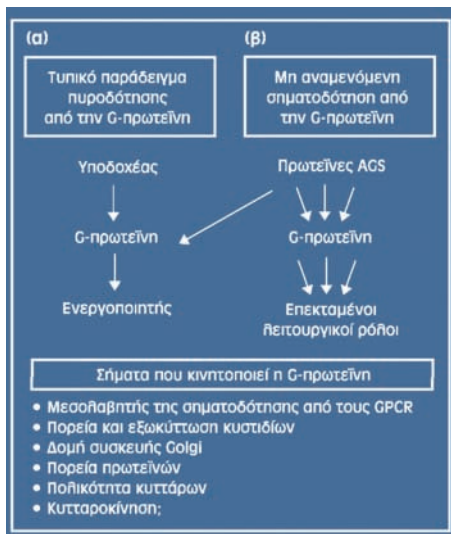 (α)
Τυπικό παράδειγμα
πυροδότησης
από την G-πρωτεΐνη
Υποδοχέας
G-πρωτεΐνη
Ενεργοποιητής
(β)
Μη αναμενόμενη
σηματοδότηση από
την G-πρωτεΐνη
Πρωτεΐνες AGS
G-πρωτεΐνη
Επεκταμένοι
λειτουργικοί ρόλοι
Σήματα που κινητοποιεί η G-πρωτεΐνη
• Μεσολαβητής της σηματοδότησης από τους GPCR
• Πορεία και εξωκύττωση κυστιδίων
• Δομή συσκευής Golgi
• Πορεία πρωτεϊνών
• Πολικότητα κυττάρων
• Κυτταροκίνηση;